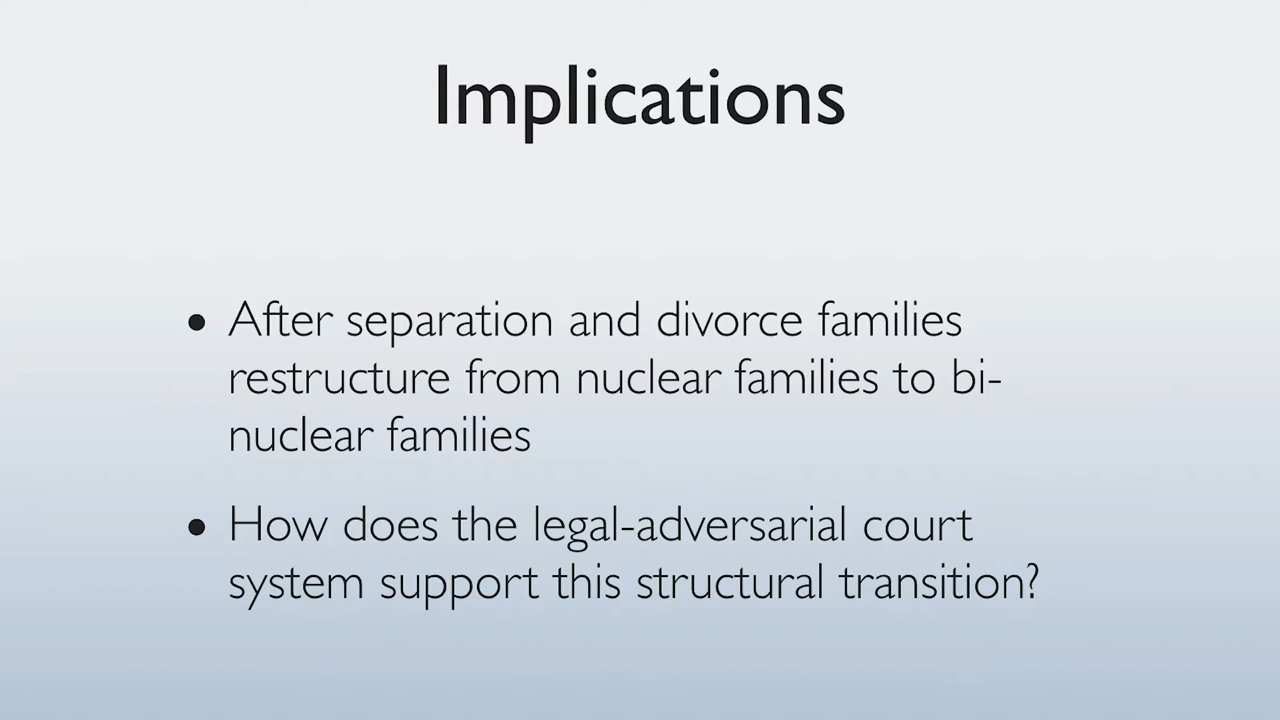 Implications
• After separation and divorce families
restructure from nuclear families to bi-
nuclear families
• How does the legal-adversarial court
system support this structural transition?